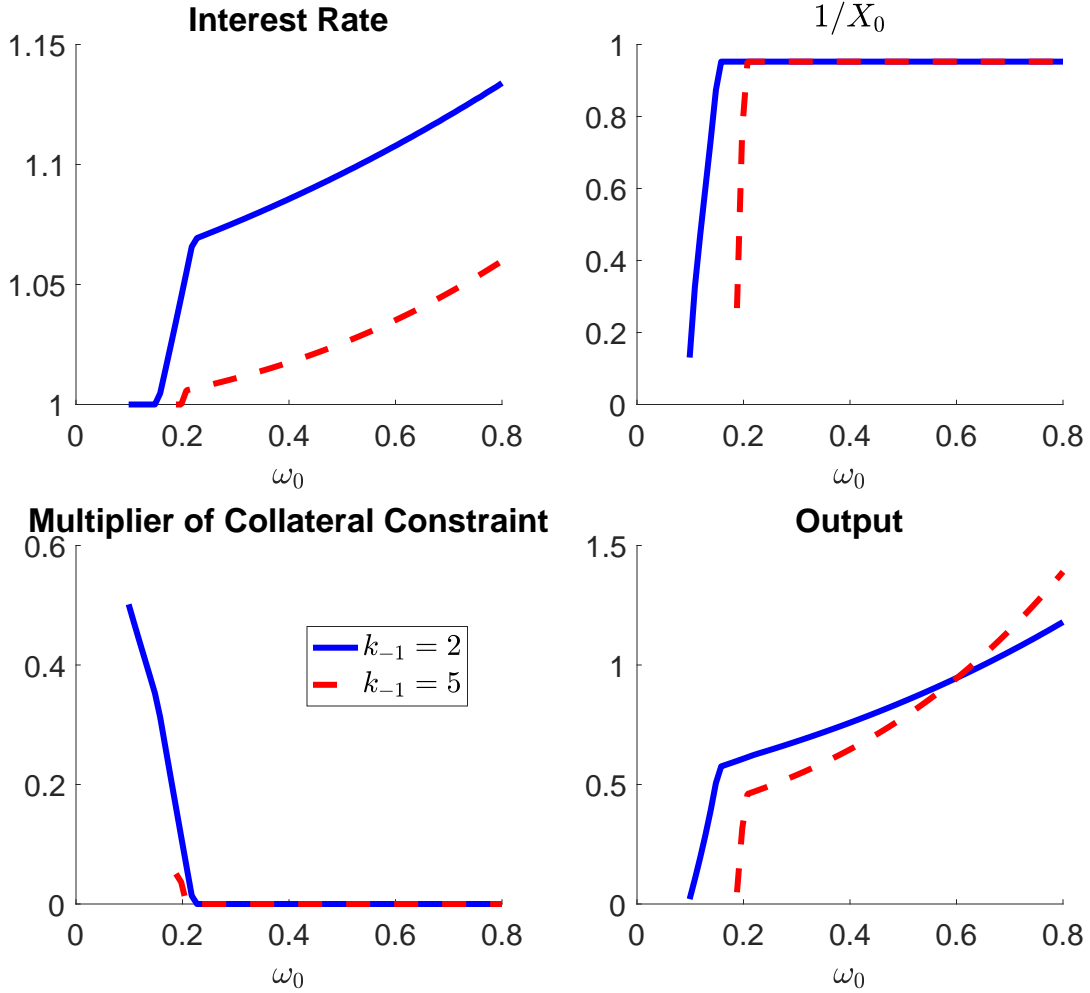 Interest Rate
1.15
1.1
1.05
1
0 0.2 0.4 0.6 0.8
ω₀
1/X₀
1
0.8
0.6
0.4
0.2
0
0 0.2 0.4 0.6 0.8
ω₀
Multiplier of Collateral Constraint
0.6
0.4
0.2
0
0 0.2 0.4 0.6 0.8
ω₀
k₋₁ = 2
k₋₁ = 5
Output
1.5
1
0.5
0
0 0.2 0.4 0.6 0.8
ω₀